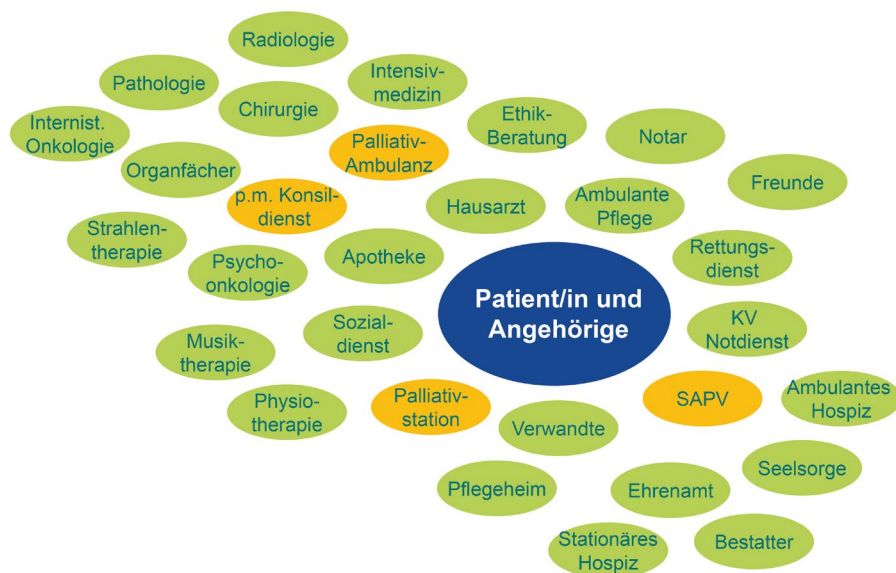 Radiologie
Pathologie
Intensiv-
medizin
Chirurgie
Internist.
Onkologie
Ethik-
Beratung
Notar
Palliativ-
Ambulanz
Organfächer
Freunde
p.m. Konsil-
dienst
Hausarzt
Ambulante
Pflege
Strahlen-
therapie
Psycho-
onkologie
Apotheke
Rettungs-
dienst
Patient/in und
Angehörige
KV
Notdienst
Sozial-
dienst
Musik-
therapie
Physio-
therapie
Palliativ-
station
SAPV
Ambulantes
Hospiz
Verwandte
Seelsorge
Pflegeheim
Ehrenamt
Stationäres
Hospiz
Bestatter